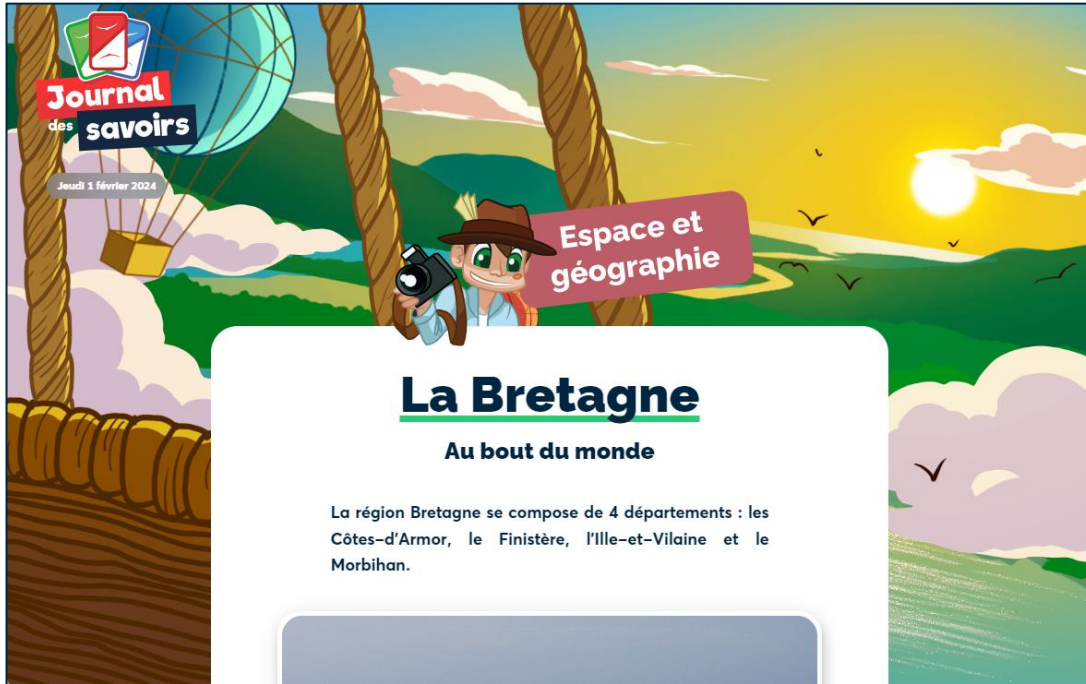 Journal
des savoirs
Jeudi 1 février 2024
Espace et
géographie
La Bretagne
Au bout du monde
La région Bretagne se compose de 4 départements : les
Côtes-d'Armor, le Finistère, l'Ille-et-Vilaine et le
Morbihan.